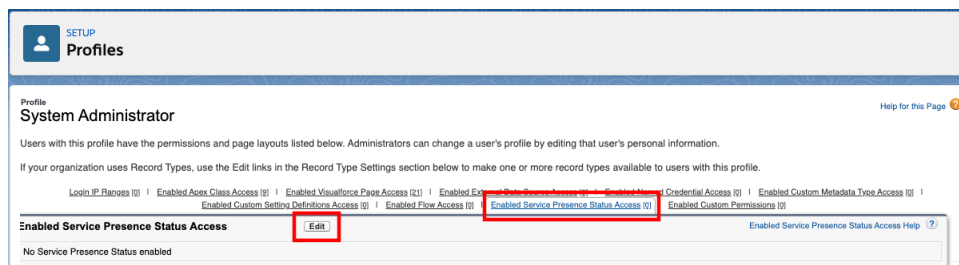 SETUP
Profiles
Profile
System Administrator
Help for this Page ?
Users with this profile have the permissions and page layouts listed below. Administrators can change a user's profile by editing that user's personal information.
If your organization uses Record Types, use the Edit links in the Record Type Settings section below to make one or more record types available to users with this profile.
Login IP Ranges [0] | Enabled Apex Class Access [9] | Enabled Visualforce Page Access [21] | Enabled External Data Source Access [0] | Enabled Named Credential Access [0] | Enabled Custom Metadata Type Access [0] |
Enabled Custom Setting Definitions Access [0] | Enabled Flow Access [0] | Enabled Service Presence Status Access [0] | Enabled Custom Permissions [0]
Enabled Service Presence Status Access Edit Enabled Service Presence Status Access Help ?
No Service Presence Status enabled